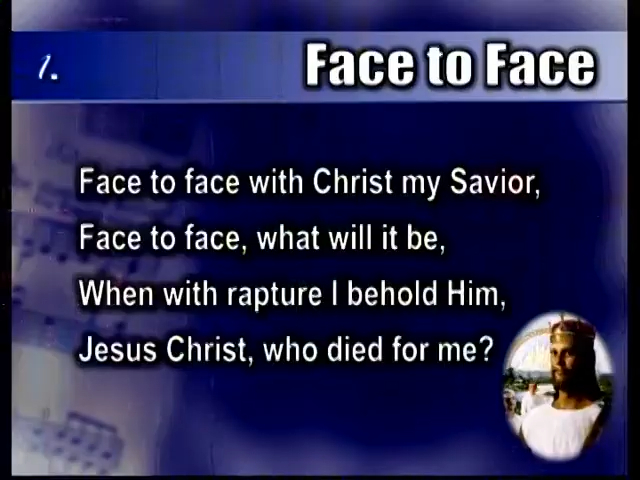 1.
Face to Face
Face to face with Christ my Savior,
Face to face, what will it be,
When with rapture I behold Him,
Jesus Christ, who died for me?